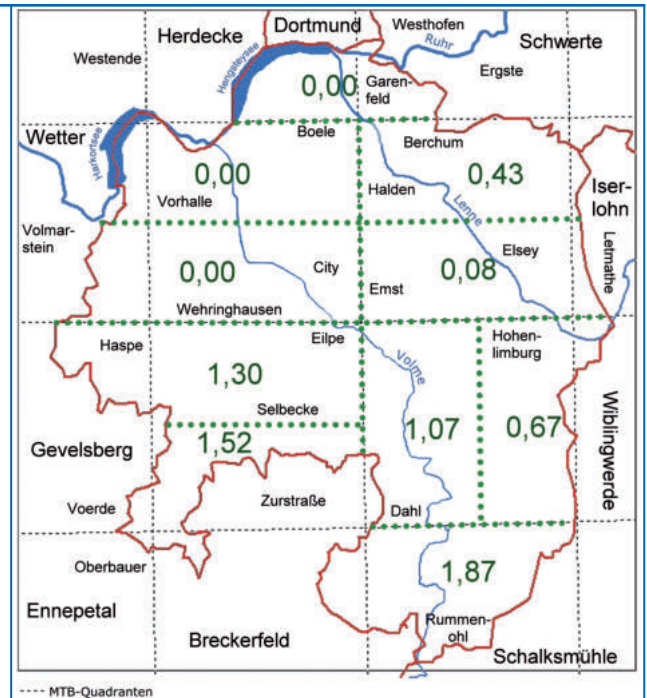 Dortmund
Herdecke
Westhofen
Ruhr
Schwerte
Westende
Hengsteysee
Ergste
0,00
Garen-
feld
Wetter
Harkortsee
Boele
Berchum
0,00
0,43
Vorhalle
Halden
Lenne
Iser-
lohn
Volmar-
stein
Elsey
Letmathe
0,00
City
0,08
Emst
Wehringhausen
Eilpe
Haspe
Hohen-
limburg
Volme
1,30
Selbecke
1,07
0,67
Wiblingwerde
Gevelsberg
1,52
Voerde
Zurstraße
Dahl
Oberbauer
1,87
Ennepetal
Rummen-
ohl
Breckerfeld
Schalksmühle
---- MTB-Quadranten